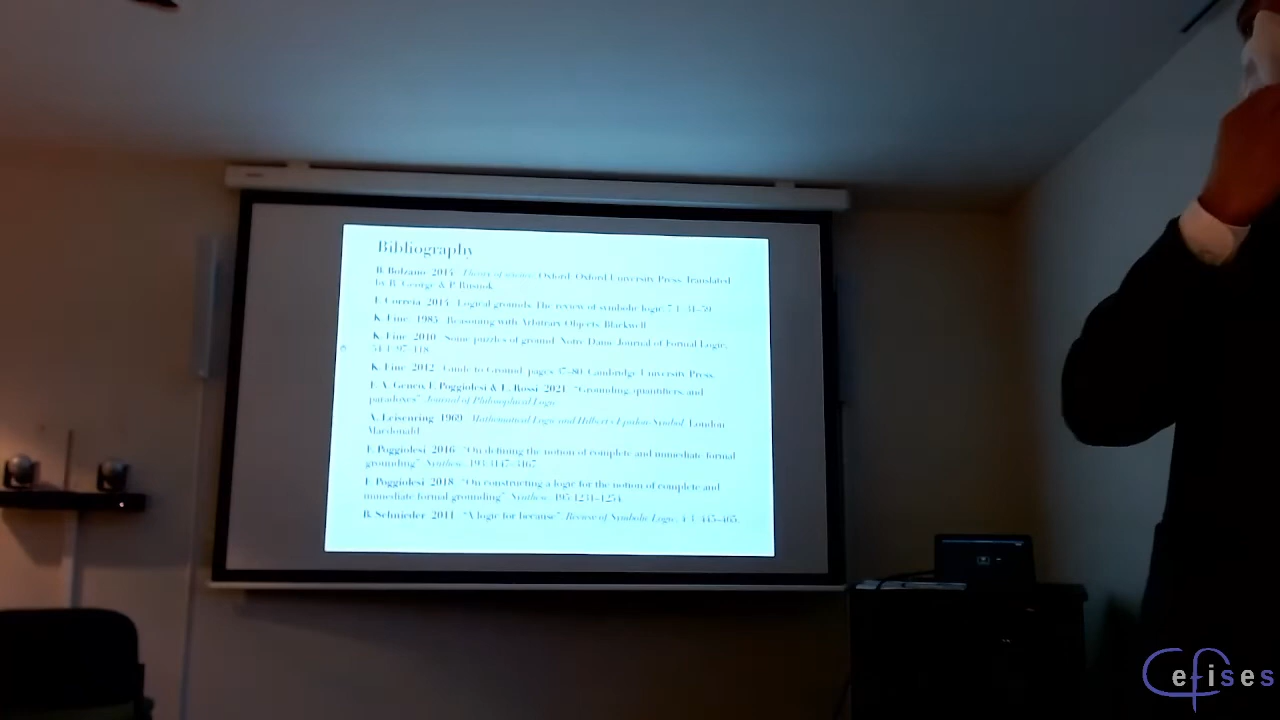 Bibliography
B. Bolzano 2015 Theory of science. Oxford: Oxford University Press. Translated
by R. George & P. Rusnok
F. Correia 2014 Logical grounds. The review of symbolic logic 7 1 31–59
K. Fine 1985 Reasoning with Arbitrary Objects. Blackwell
K. Fine 2010 Some puzzles of ground. Notre Dame Journal of Formal Logic,
51 1 97–118
K. Fine 2012 Guide to Ground, pages 37–80. Cambridge University Press.
F. A. Genco, F. Poggiolesi & L. Rossi 2021 "Grounding, quantifiers, and
paradoxes" Journal of Philosophical Logic
A. Leisenring 1969 Mathematical Logic and Hilbert's Epsilon-Symbol. London
Macdonald
F. Poggiolesi 2016 "On defining the notion of complete and immediate formal
grounding" Synthese, 193 3147–3167
F. Poggiolesi 2018 "On constructing a logic for the notion of complete and
immediate formal grounding" Synthese, 195 1231–1254
B. Schnieder 2011 "A logic for because" Review of Symbolic Logic, 4 3 445–465.
Cefises